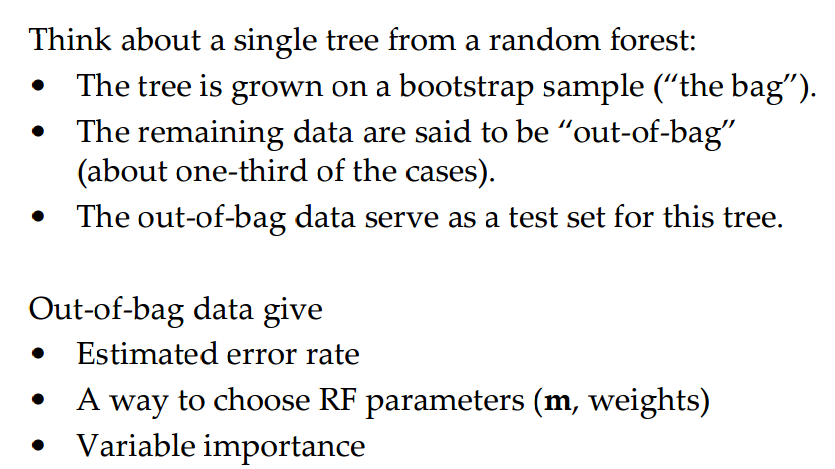 Think about a single tree from a random forest:
• The tree is grown on a bootstrap sample (“the bag”).
• The remaining data are said to be “out-of-bag”
(about one-third of the cases).
• The out-of-bag data serve as a test set for this tree.
Out-of-bag data give
• Estimated error rate
• A way to choose RF parameters (m, weights)
• Variable importance